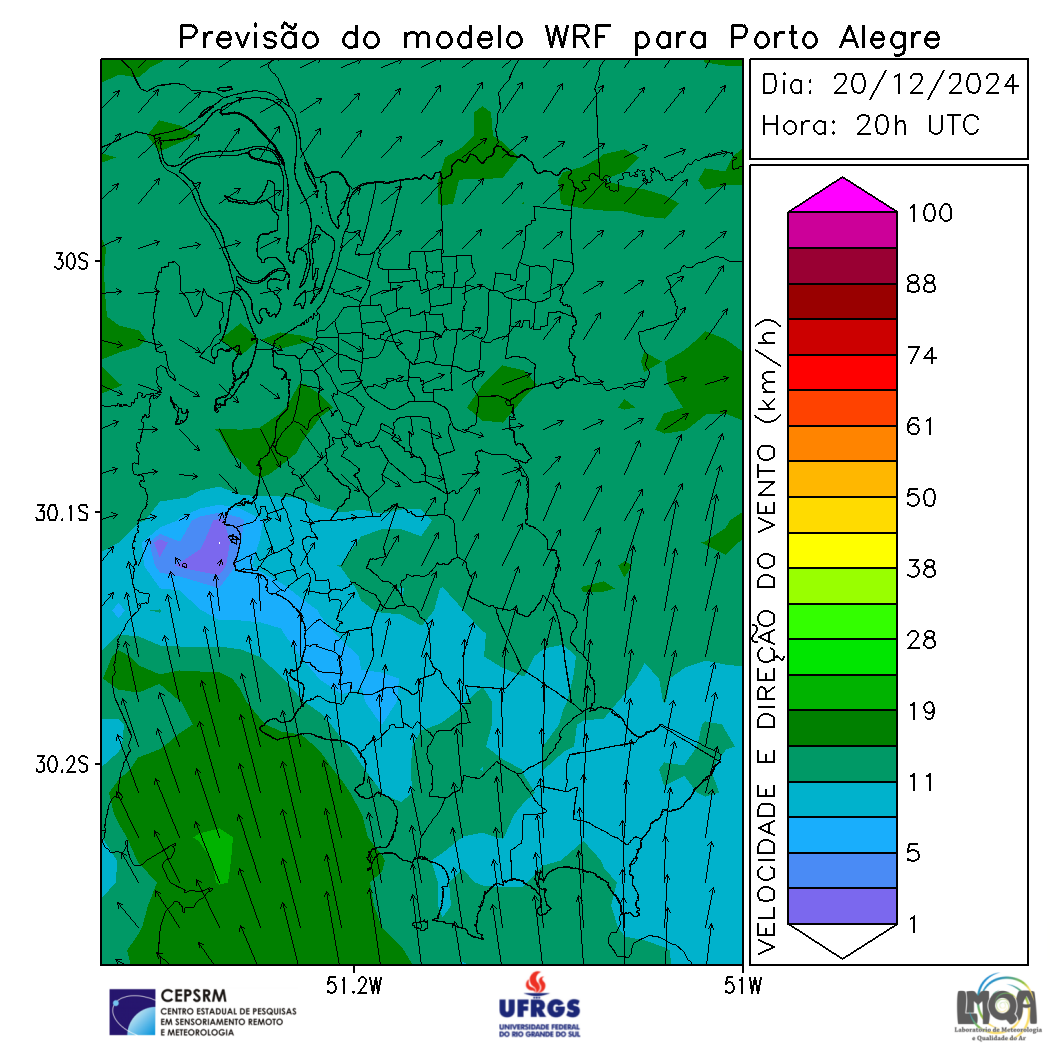 Previsão do modelo WRF para Porto Alegre
Dia: 20/12/2024
Hora: 20h UTC
30S
30.1S
30.2S
51.2W
51W
VELOCIDADE E DIREÇÃO DO VENTO (km/h)
100
88
74
61
50
38
28
19
11
5
1
CEPSRM
CENTRO ESTADUAL DE PESQUISAS
EM SENSORIAMENTO REMOTO
E METEOROLOGIA
UFRGS
UNIVERSIDADE FEDERAL
DO RIO GRANDE DO SUL
LMQA
Laboratório de Meteorologia
e Qualidade do Ar